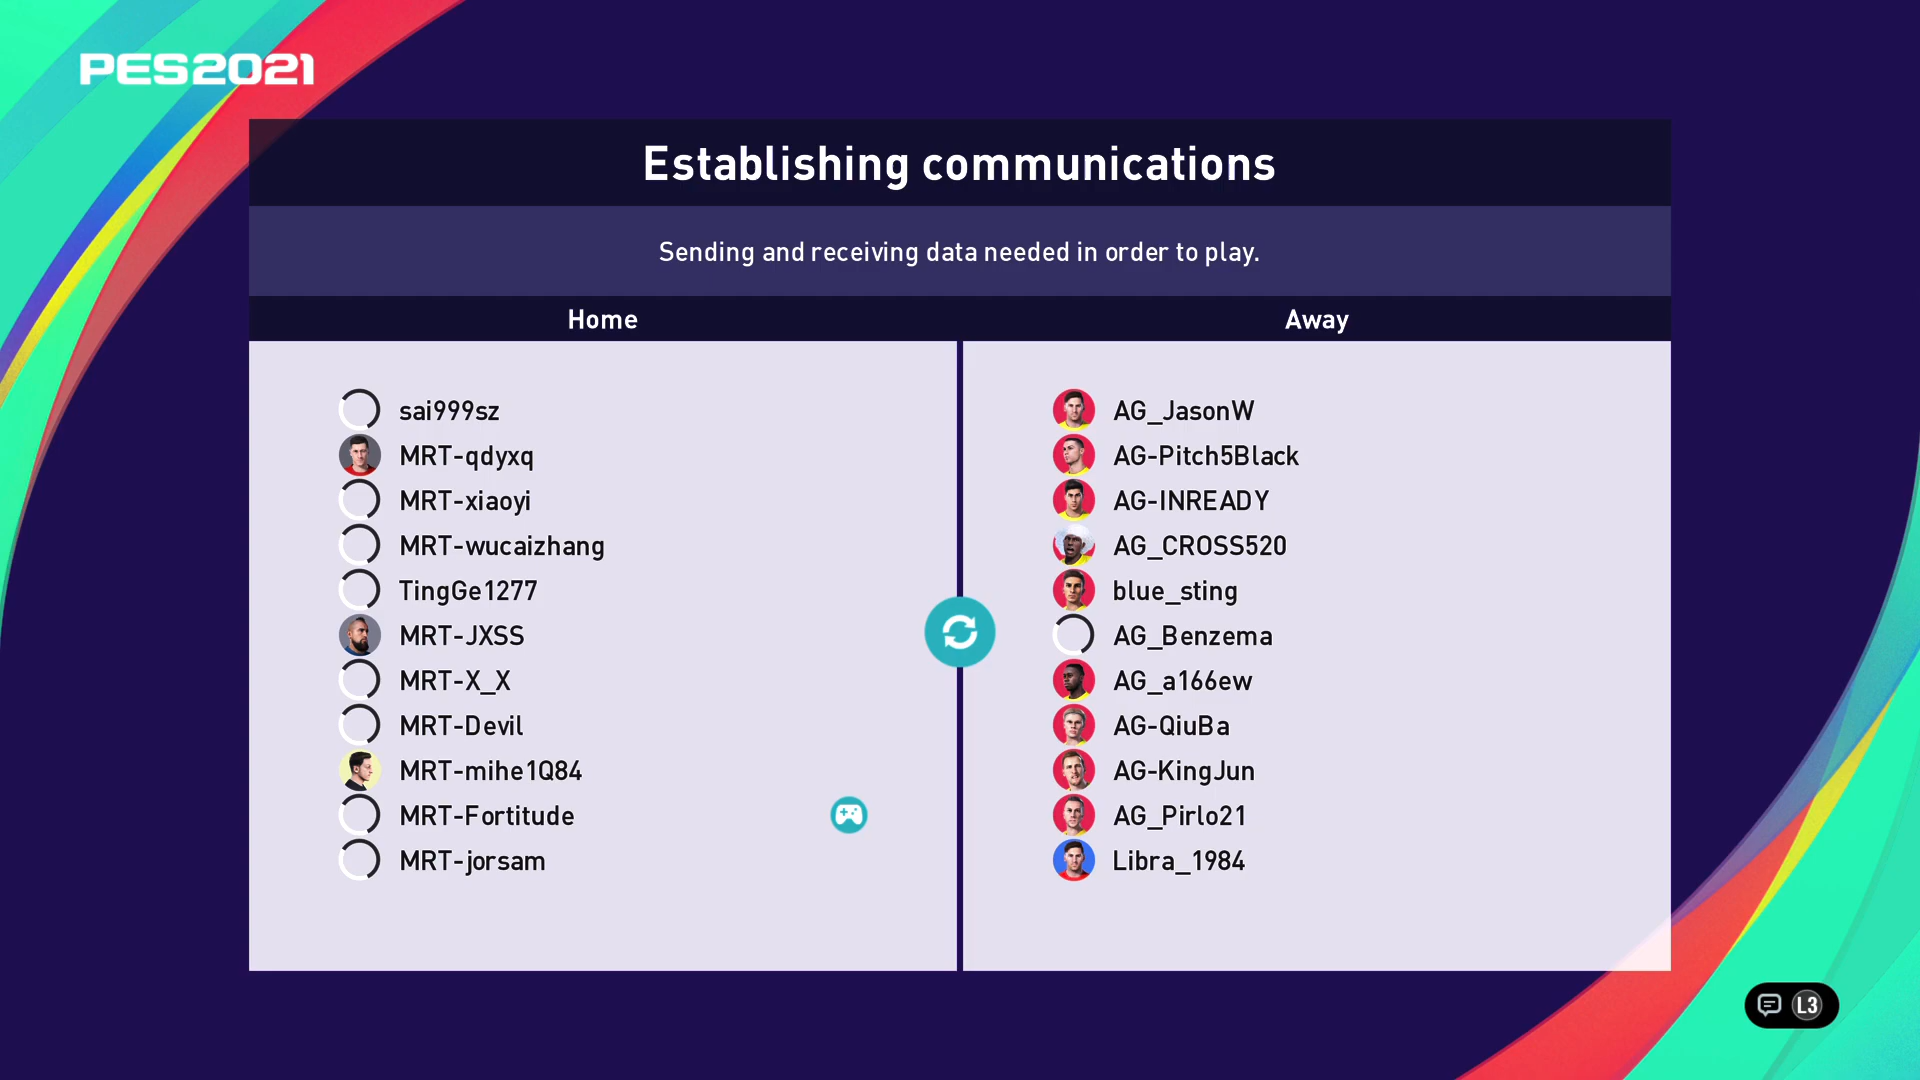 PES2021
Establishing communications
Sending and receiving data needed in order to play.
Home
Away
sai999sz
MRT-qdyxq
MRT-xiaoyi
MRT-wucaizhang
TingGe1277
MRT-JXSS
MRT-X_X
MRT-Devil
MRT-mihe1Q84
MRT-Fortitude
MRT-jorsam
AG_JasonW
AG-Pitch5Black
AG-INREADY
AG_CROSS520
blue_sting
AG_Benzema
AG_a166ew
AG-QiuBa
AG-KingJun
AG_Pirlo21
Libra_1984
L3